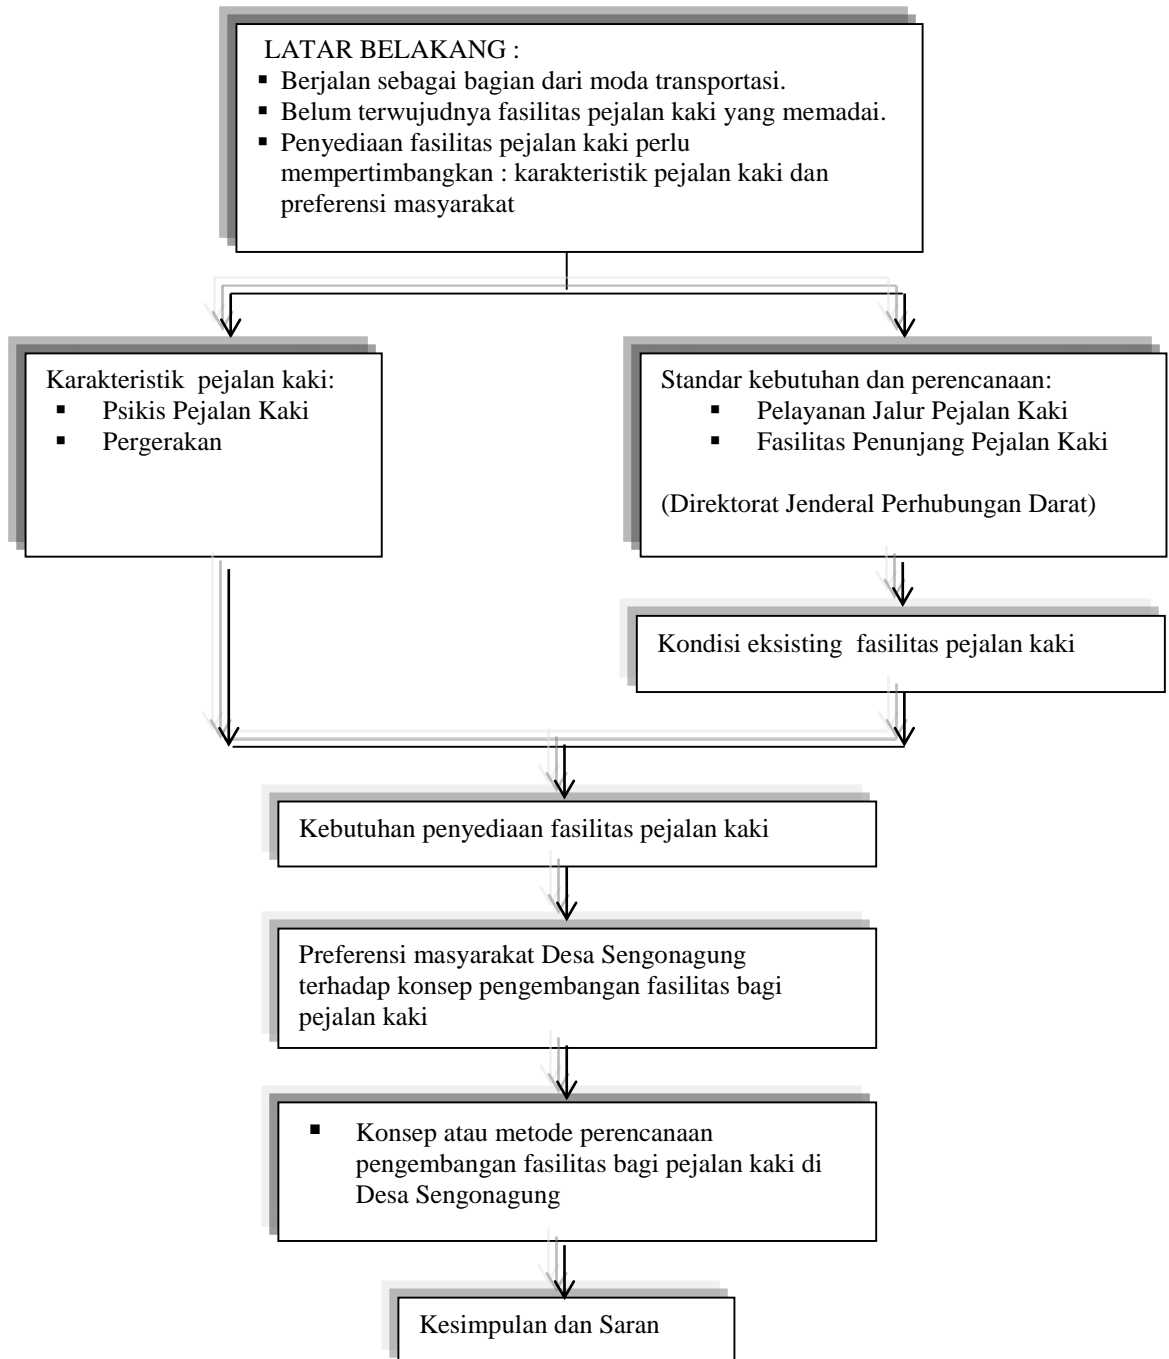 LATAR BELAKANG :
▪ Berjalan sebagai bagian dari moda transportasi.
▪ Belum terwujudnya fasilitas pejalan kaki yang memadai.
▪ Penyediaan fasilitas pejalan kaki perlu
mempertimbangkan : karakteristik pejalan kaki dan
preferensi masyarakat
Karakteristik pejalan kaki:
▪ Psikis Pejalan Kaki
▪ Pergerakan
Standar kebutuhan dan perencanaan:
▪ Pelayanan Jalur Pejalan Kaki
▪ Fasilitas Penunjang Pejalan Kaki
(Direktorat Jenderal Perhubungan Darat)
Kondisi eksisting fasilitas pejalan kaki
Kebutuhan penyediaan fasilitas pejalan kaki
Preferensi masyarakat Desa Sengonagung
terhadap konsep pengembangan fasilitas bagi
pejalan kaki
▪ Konsep atau metode perencanaan
pengembangan fasilitas bagi pejalan kaki di
Desa Sengonagung
Kesimpulan dan Saran